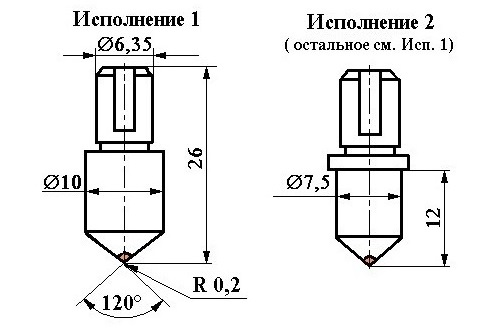 Исполнение 1
Ø6,35
26
Ø10
R 0,2
120°
Исполнение 2
( остальное см. Исп. 1)
Ø7,5
12